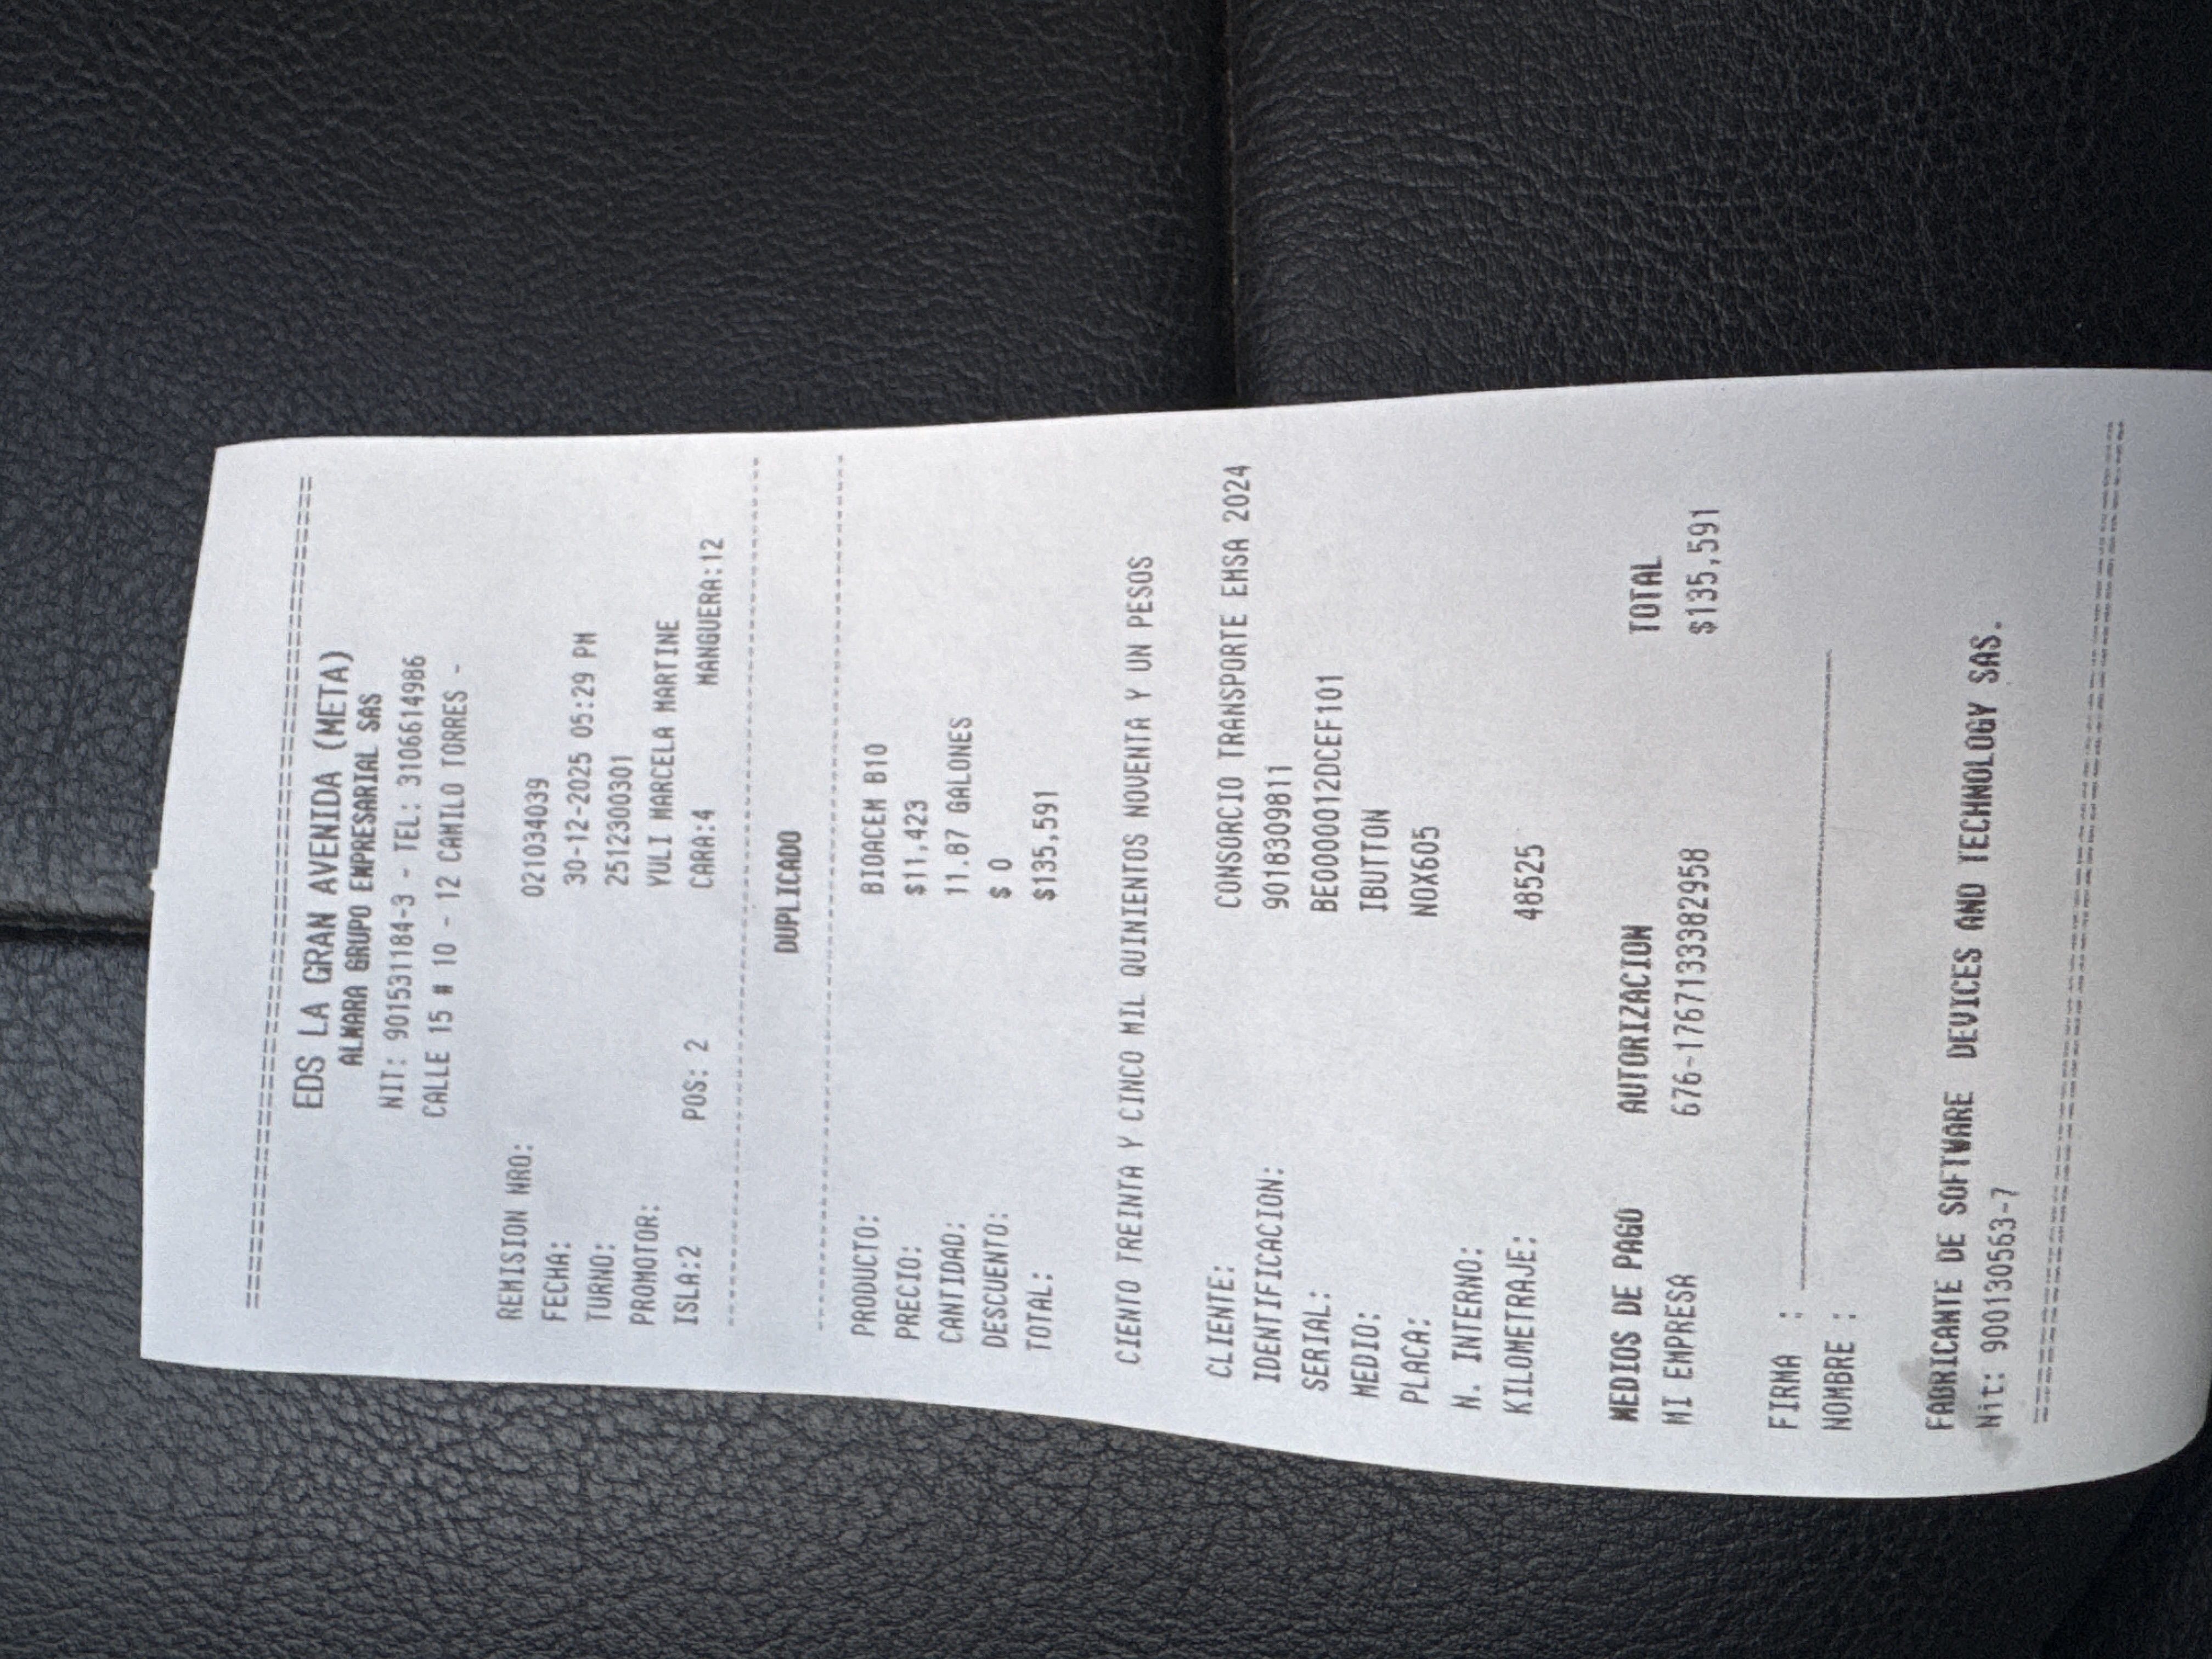 ================================================
EDS LA GRAN AVENIDA (META)
ALMARA GRUPO EMPRESARIAL SAS
NIT: 901531184-3 - TEL: 3106614986
CALLE 15 # 10 - 12 CAMILO TORRES -
REMISION NRO: 021034039
FECHA: 30-12-2025 05:29 PM
TURNO: 251230301
PROMOTOR: YULI MARCELA MARTINE
ISLA:2 POS: 2 CARA:4 MANGUERA:12
------------------------------------------------
DUPLICADO
------------------------------------------------
PRODUCTO: BIOACEM B10
PRECIO: $11,423
CANTIDAD: 11.87 GALONES
DESCUENTO: $ 0
TOTAL: $135,591
CIENTO TREINTA Y CINCO MIL QUINIENTOS NOVENTA Y UN PESOS
CLIENTE: CONSORCIO TRANSPORTE EMSA 2024
IDENTIFICACION: 9018309811
SERIAL: BE000012DCEF101
MEDIO: IBUTTON
PLACA: NOX605
N. INTERNO:
KILOMETRAJE: 48525
MEDIOS DE PAGO AUTORIZACION TOTAL
MI EMPRESA 676-1767133382958 $135,591
FIRMA : ______________________________
NOMBRE :
FABRICANTE DE SOFTWARE DEVICES AND TECHNOLOGY SAS.
Nit: 900130563-7
================================================